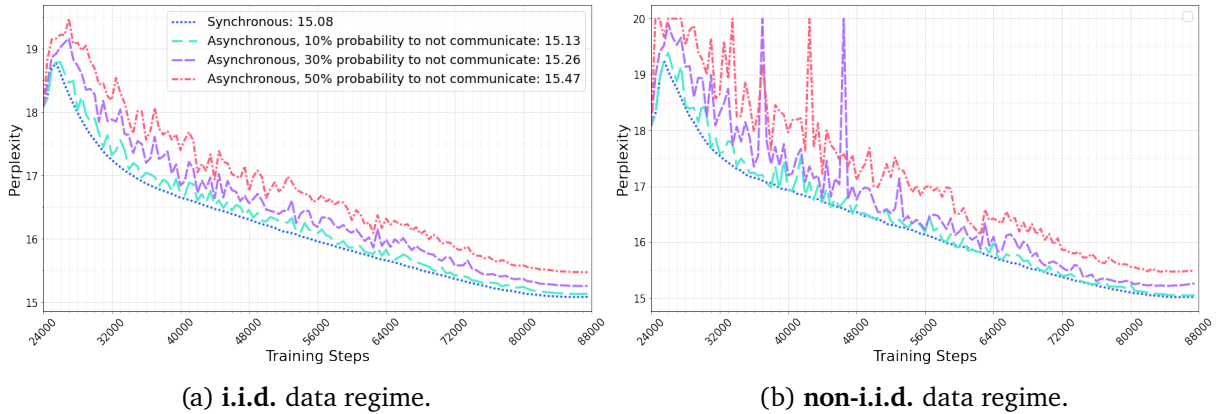 Synchronous: 15.08
Asynchronous, 10% probability to not communicate: 15.13
Asynchronous, 30% probability to not communicate: 15.26
Asynchronous, 50% probability to not communicate: 15.47
Perplexity
19
18
17
16
15
24000
32000
40000
48000
56000
64000
72000
80000
88000
Training Steps
(a) i.i.d. data regime.
Perplexity
20
19
18
17
16
15
24000
32000
40000
48000
56000
64000
72000
80000
88000
Training Steps
(b) non-i.i.d. data regime.